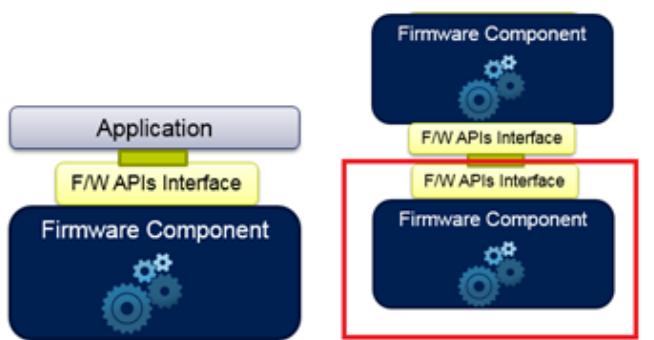 Application
F/W APIs Interface
Firmware Component
Firmware Component
F/W APIs Interface
F/W APIs Interface
Firmware Component